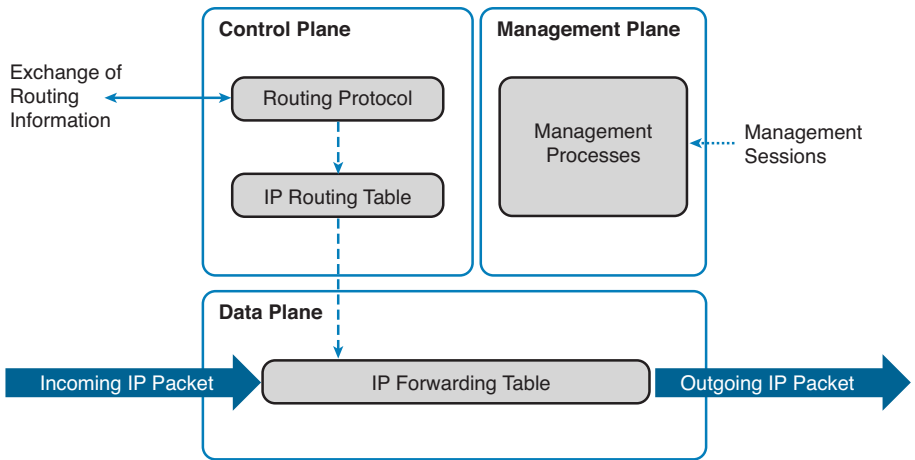 Control Plane
Management Plane
Exchange of
Routing
Information
Routing Protocol
IP Routing Table
Management
Processes
Management
Sessions
Data Plane
Incoming IP Packet
IP Forwarding Table
Outgoing IP Packet